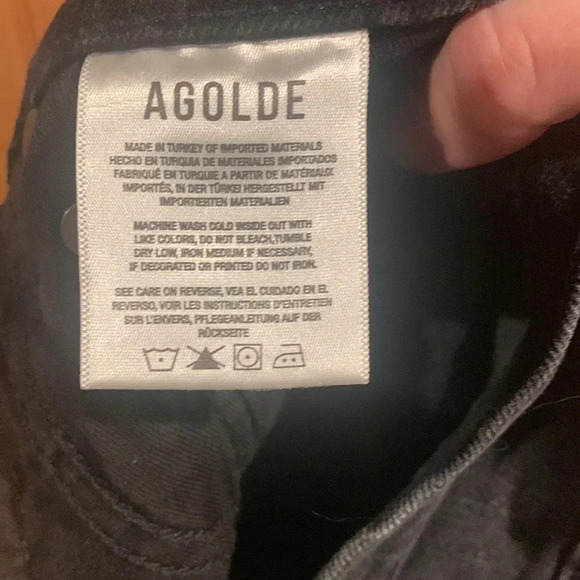 AGOLDE
MADE IN TURKEY OF IMPORTED MATERIALS
HECHO EN TURQUIA DE MATERIALES IMPORTADOS
FABRIQUÉ EN TURQUIE A PARTIR DE MATÉRIAUX
IMPORTÉS, IN DER TÜRKEI HERGESTELLT MIT
IMPORTIERTEN MATERIALIEN
MACHINE WASH COLD INSIDE OUT WITH
LIKE COLORS, DO NOT BLEACH,TUMBLE
DRY LOW, IRON MEDIUM IF NECESSARY,
IF DECORATED OR PRINTED DO NOT IRON.
SEE CARE ON REVERSE, VEA EL CUIDADO EN EL
REVERSO, VOIR LES INSTRUCTIONS D'ENTRETIEN
SUR L'ENVERS, PFLEGEANLEITUNG AUF DER
RÜCKSEITE